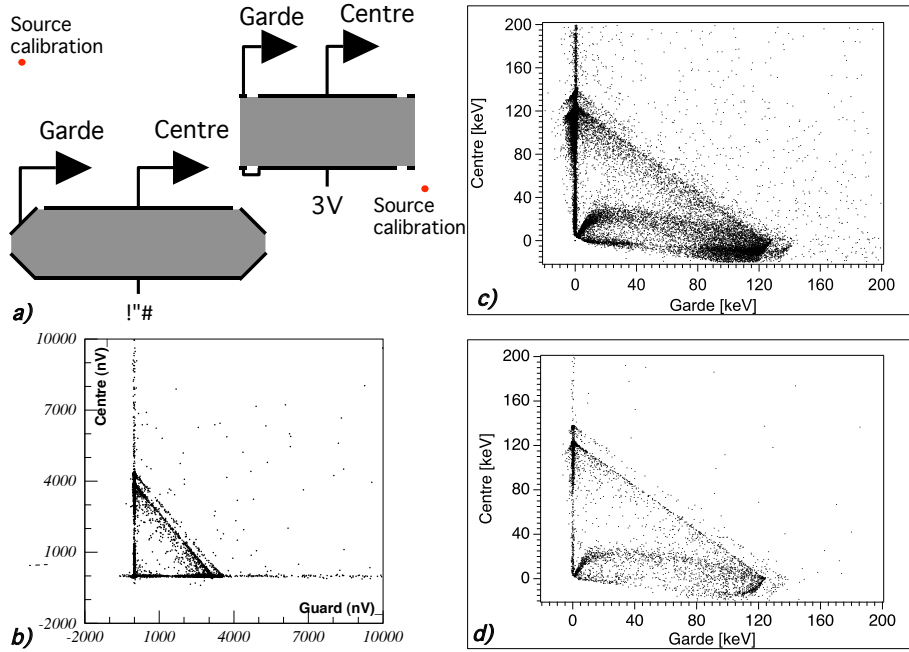 Source
calibration
Garde
Centre
Garde
Centre
3V
Source
calibration
!"#
a)
10000
7000
4000
1000
-2000
Centre (nV)
Guard (nV)
-2000
1000
4000
7000
10000
b)
200
160
120
80
40
0
Centre [keV]
0
40
80
120
160
200
Garde [keV]
c)
200
160
120
80
40
0
Centre [keV]
0
40
80
120
160
200
Garde [keV]
d)